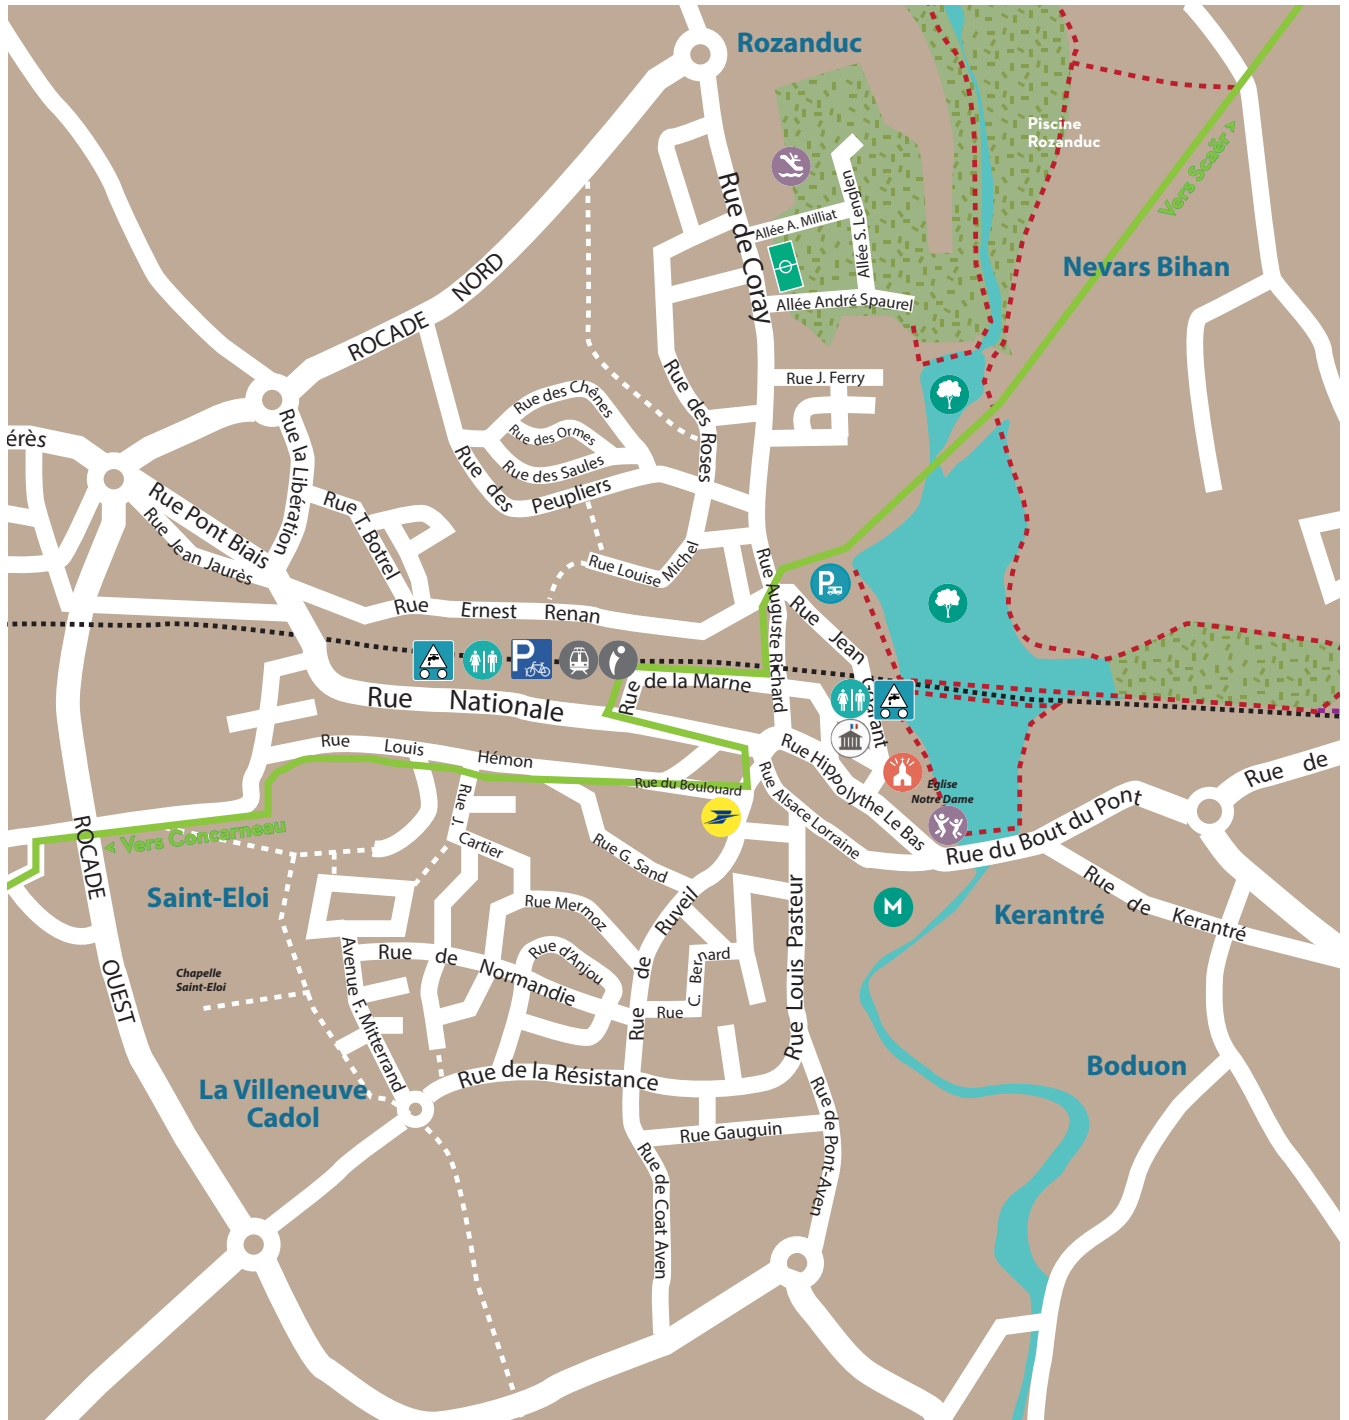 Rozanduc
Piscine
Rozanduc
Vers Scaër
Rue de Coray
Allée A. Milliat
Allée S. Lenglen
Allée André Spaurel
Nevars Bihan
ROCADE NORD
Rue J. Ferry
Rue des Roses
Rue des Chênes
Rue des Ormes
Rue des Saules
Rue des Peupliers
érès
Rue la Libération
Rue Pont Biais
Rue Jean Jaurès
Rue T. Botrel
Rue Louise Michel
Rue Ernest Renan
Rue Auguste Richard
P
Rue Jean
P
Rue de la Marne
Rue Nationale
Rue Louis Hémon
Rue du Boulouard
Rue Hippolythe Le Bas
Rue Alsace Lorraine
Eglise
Notre Dame
Rue du Bout du Pont
Rue de
Vers Concarneau
ROCADE OUEST
Rue J. Cartier
Rue G. Sand
Saint-Eloi
Rue Mermoz
Rue de Ruveil
Rue Louis Pasteur
M
Kerantré
Rue de Kerantré
Chapelle
Saint-Eloi
Avenue F. Mitterrand
Rue de Normandie
Rue d'Anjou
Rue C. Bernard
La Villeneuve
Cadol
Rue de la Résistance
Boduon
Rue Gauguin
Rue de Pont-Aven
Rue de Coat Aven